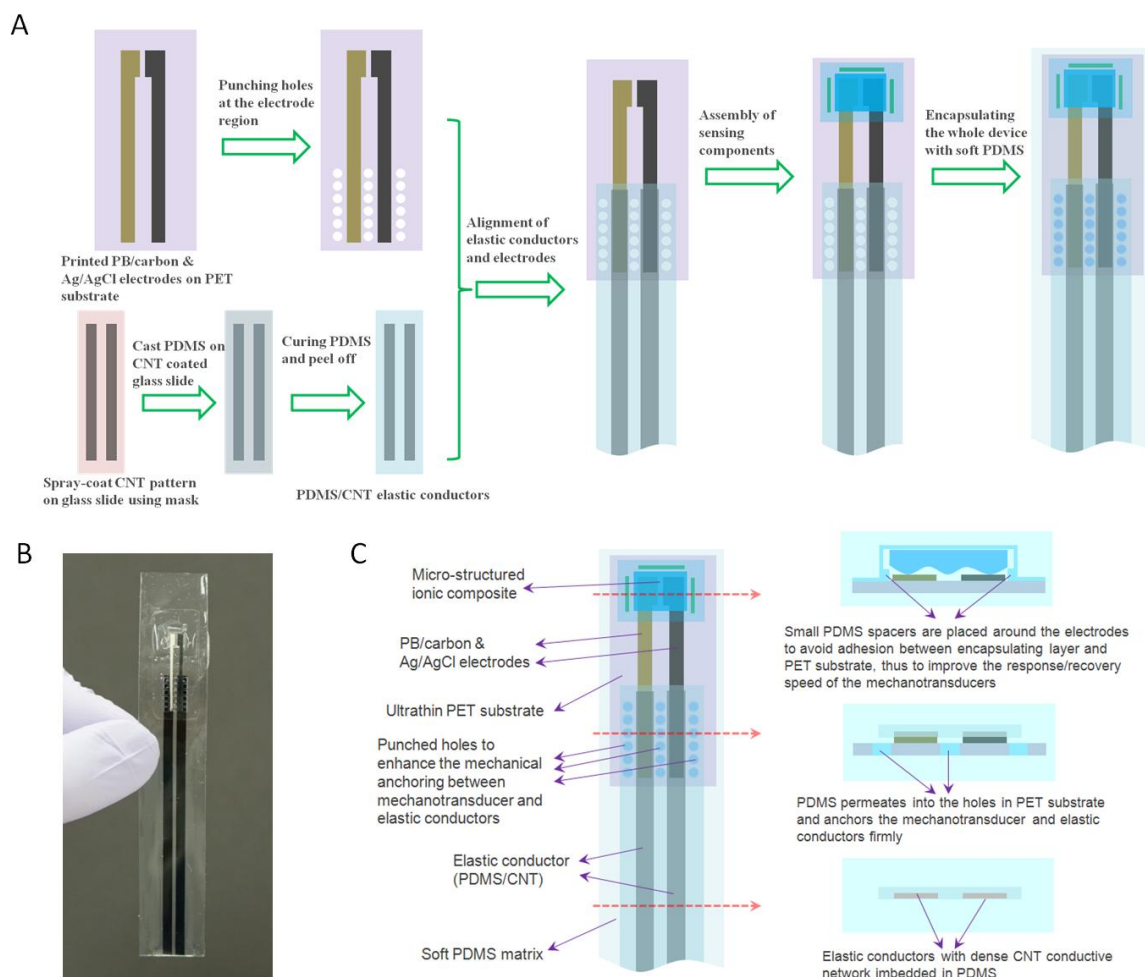 A
Punching holes
at the electrode
region
Printed PB/carbon &
Ag/AgCl electrodes on PET
substrate
Cast PDMS on
CNT coated
glass slide
Curing PDMS
and peel off
Spray-coat CNT pattern
on glass slide using mask
PDMS/CNT elastic conductors
Alignment of
elastic conductors
and electrodes
Assembly of
sensing
components
Encapsulating
the whole device
with soft PDMS
B
C
Micro-structured
ionic composite
PB/carbon &
Ag/AgCl electrodes
Ultrathin PET substrate
Punched holes to
enhance the mechanical
anchoring between
mechanotransducer and
elastic conductors
Elastic conductor
(PDMS/CNT)
Soft PDMS matrix
Small PDMS spacers are placed around the electrodes
to avoid adhesion between encapsulating layer and
PET substrate, thus to improve the response/recovery
speed of the mechanotransducers
PDMS permeates into the holes in PET substrate
and anchors the mechanotransducer and elastic
conductors firmly
Elastic conductors with dense CNT conductive
network imbedded in PDMS